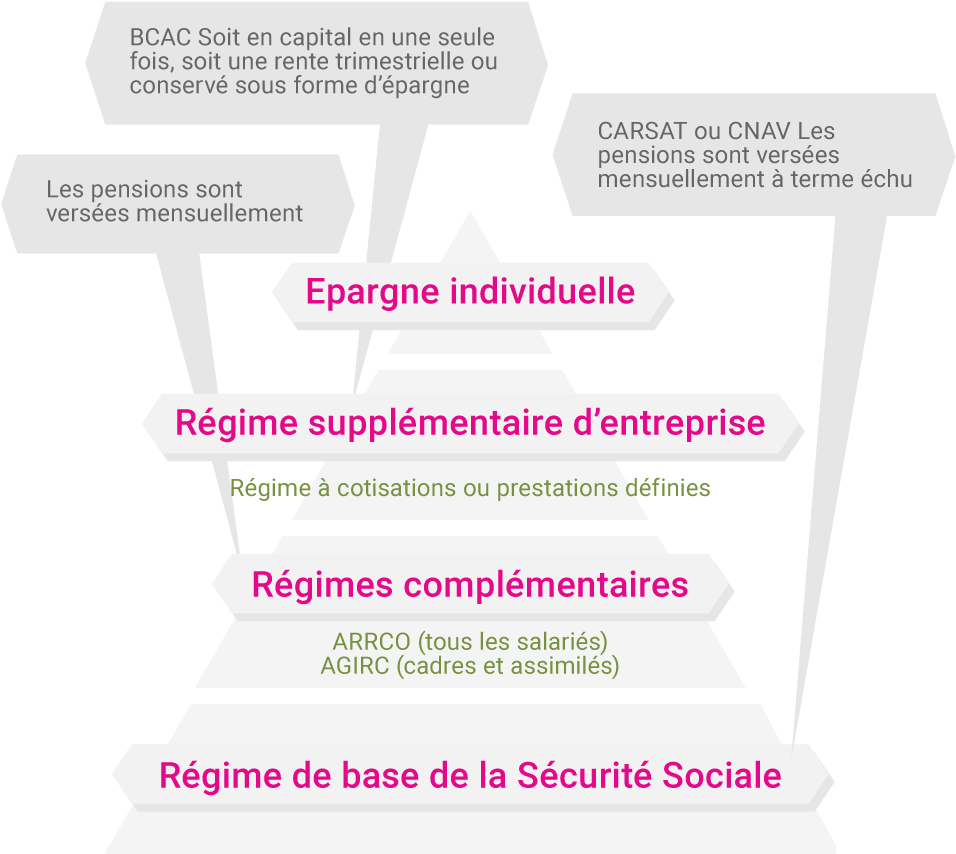 BCAC Soit en capital en une seule
fois, soit une rente trimestrielle ou
conservé sous forme d’épargne
CARSAT ou CNAV Les
pensions sont versées
mensuellement à terme échu
Les pensions sont
versées mensuellement
Epargne individuelle
Régime supplémentaire d’entreprise
Régime à cotisations ou prestations définies
Régimes complémentaires
ARRCO (tous les salariés)
AGIRC (cadres et assimilés)
Régime de base de la Sécurité Sociale